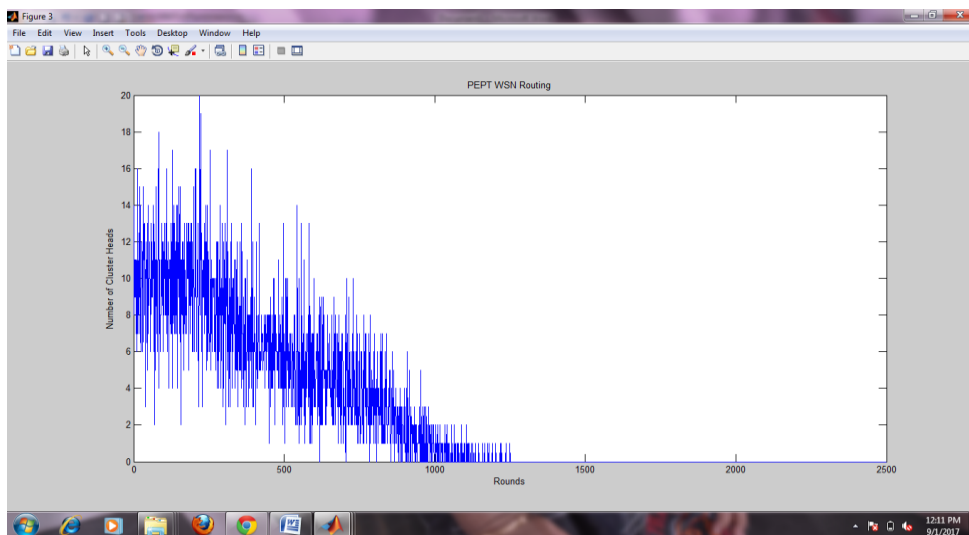 Figure 3
File Edit View Insert Tools Desktop Window Help
PEPT WSN Routing
20
18
16
14
12
10
8
6
4
2
0
Number of Cluster Heads
0 500 1000 1500 2000 2500
Rounds
12:11 PM
9/1/2017